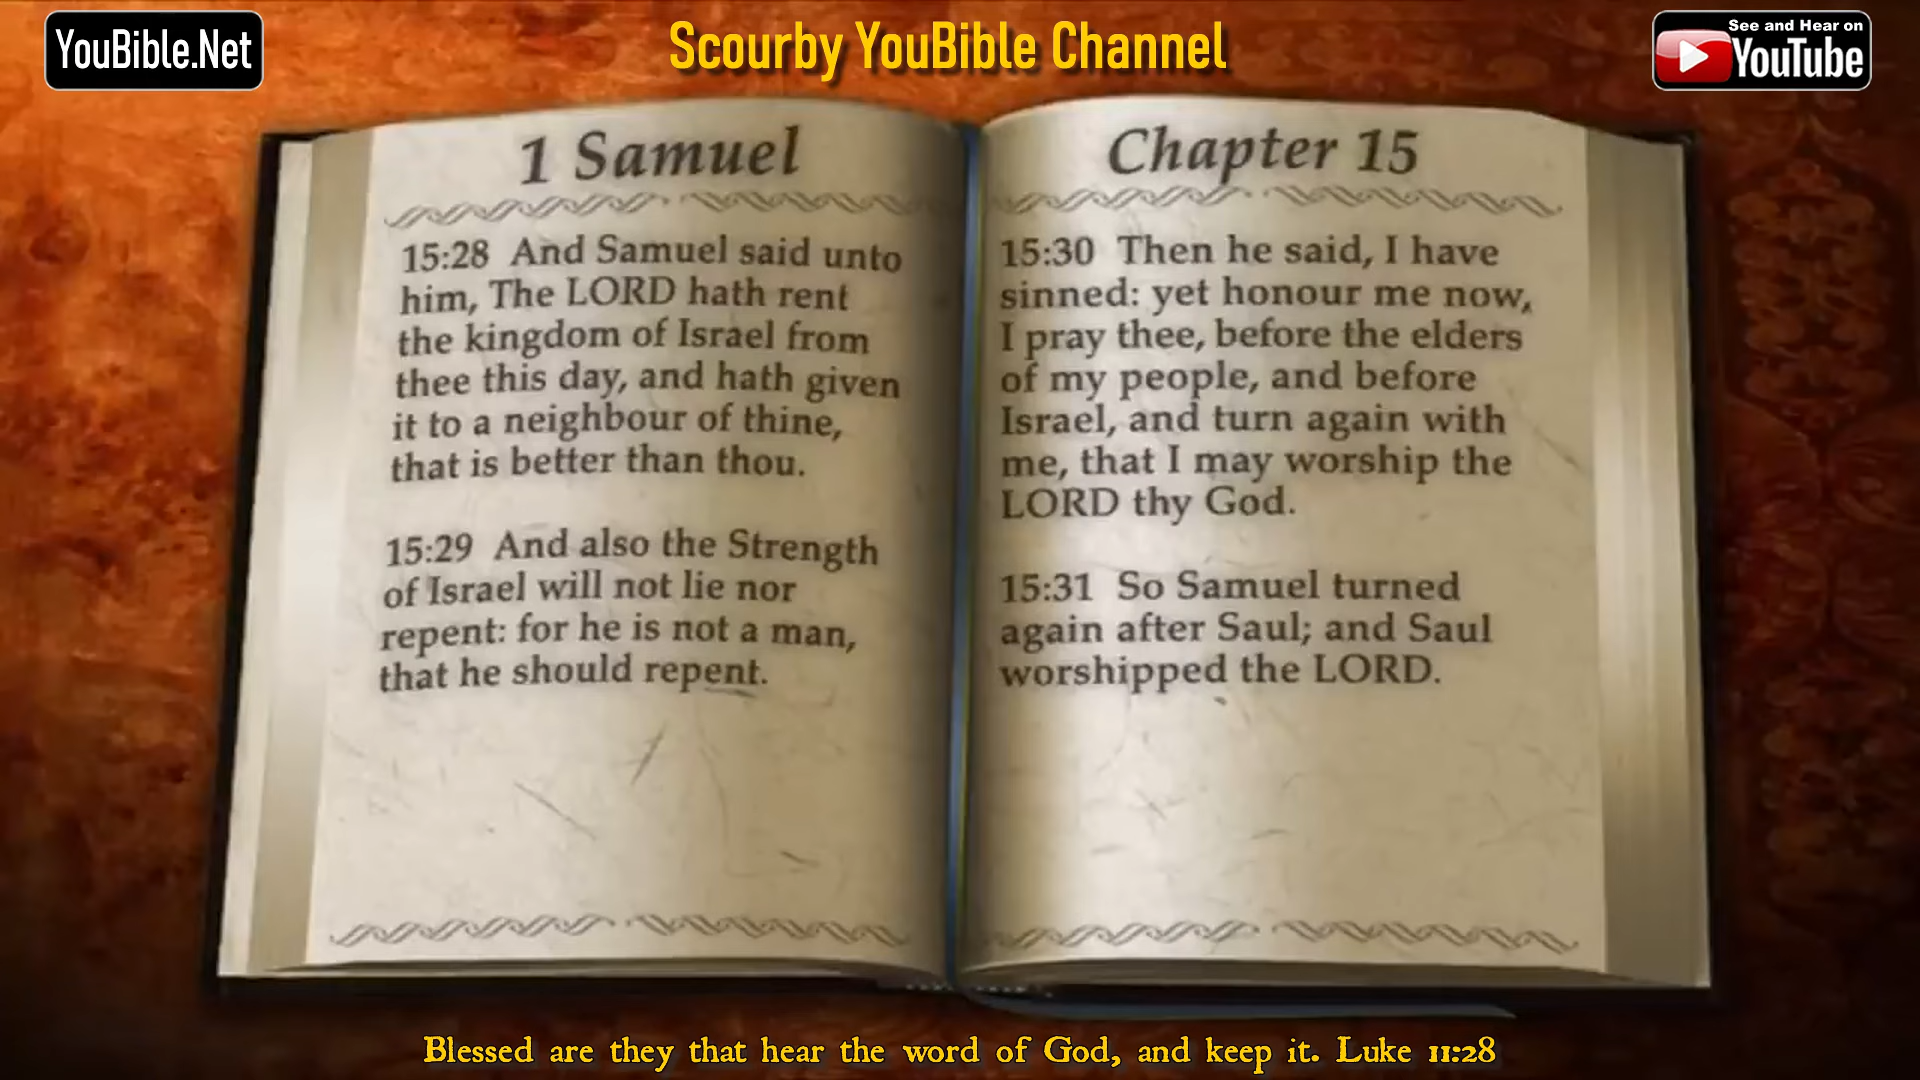 YouBible.Net
Scourby YouBible Channel
See and Hear on
YouTube
1 Samuel
15:28 And Samuel said unto
him, The LORD hath rent
the kingdom of Israel from
thee this day, and hath given
it to a neighbour of thine,
that is better than thou.
15:29 And also the Strength
of Israel will not lie nor
repent: for he is not a man,
that he should repent.
Chapter 15
15:30 Then he said, I have
sinned: yet honour me now,
I pray thee, before the elders
of my people, and before
Israel, and turn again with
me, that I may worship the
LORD thy God.
15:31 So Samuel turned
again after Saul; and Saul
worshipped the LORD.
Blessed are they that hear the word of God, and keep it. Luke 11:28